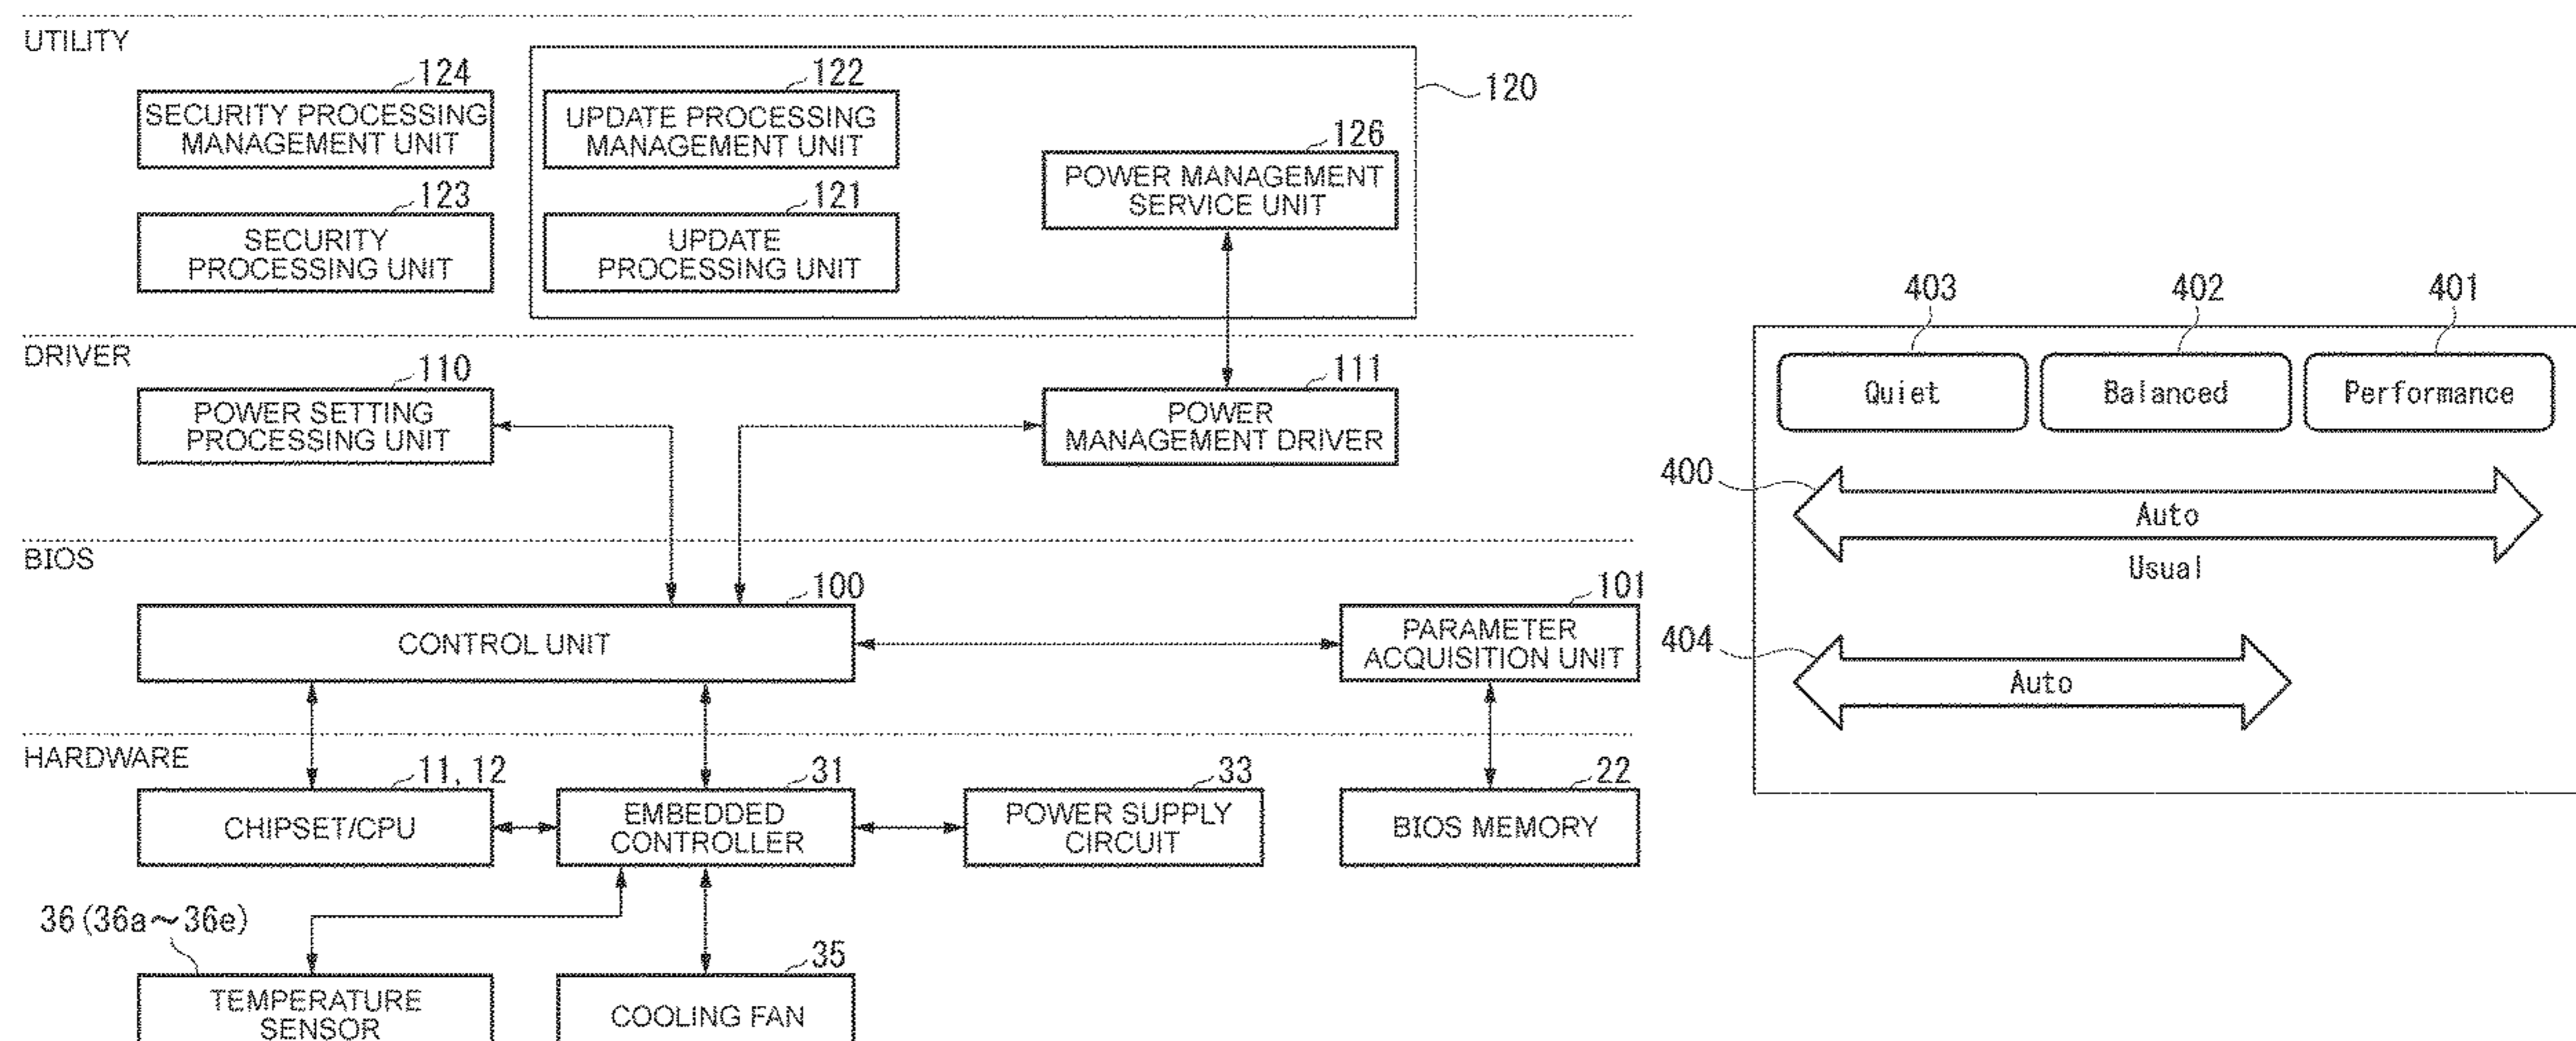 UTILITY
124
SECURITY PROCESSING
MANAGEMENT UNIT
122
UPDATE PROCESSING
MANAGEMENT UNIT
120
126
POWER MANAGEMENT
SERVICE UNIT
123
SECURITY
PROCESSING UNIT
121
UPDATE
PROCESSING UNIT
DRIVER
110
POWER SETTING
PROCESSING UNIT
111
POWER
MANAGEMENT DRIVER
BIOS
100
CONTROL UNIT
101
PARAMETER
ACQUISITION UNIT
HARDWARE
11, 12
CHIPSET/CPU
31
EMBEDDED
CONTROLLER
33
POWER SUPPLY
CIRCUIT
22
BIOS MEMORY
36 (36a～36e)
TEMPERATURE
SENSOR
35
COOLING FAN
403
402
401
Quiet
Balanced
Performance
400
Auto
Usual
404
Auto